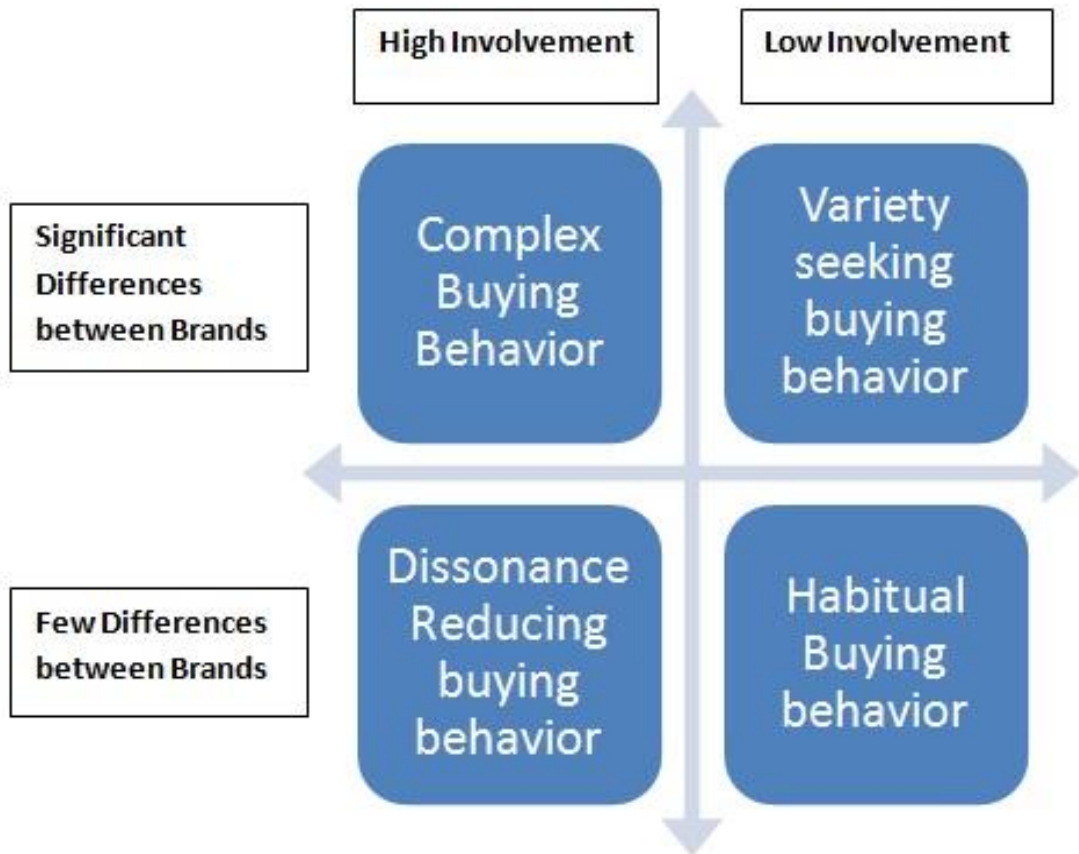 High Involvement
Low Involvement
Significant
Differences
between Brands
Complex
Buying
Behavior
Variety
seeking
buying
behavior
Few Differences
between Brands
Dissonance
Reducing
buying
behavior
Habitual
Buying
behavior